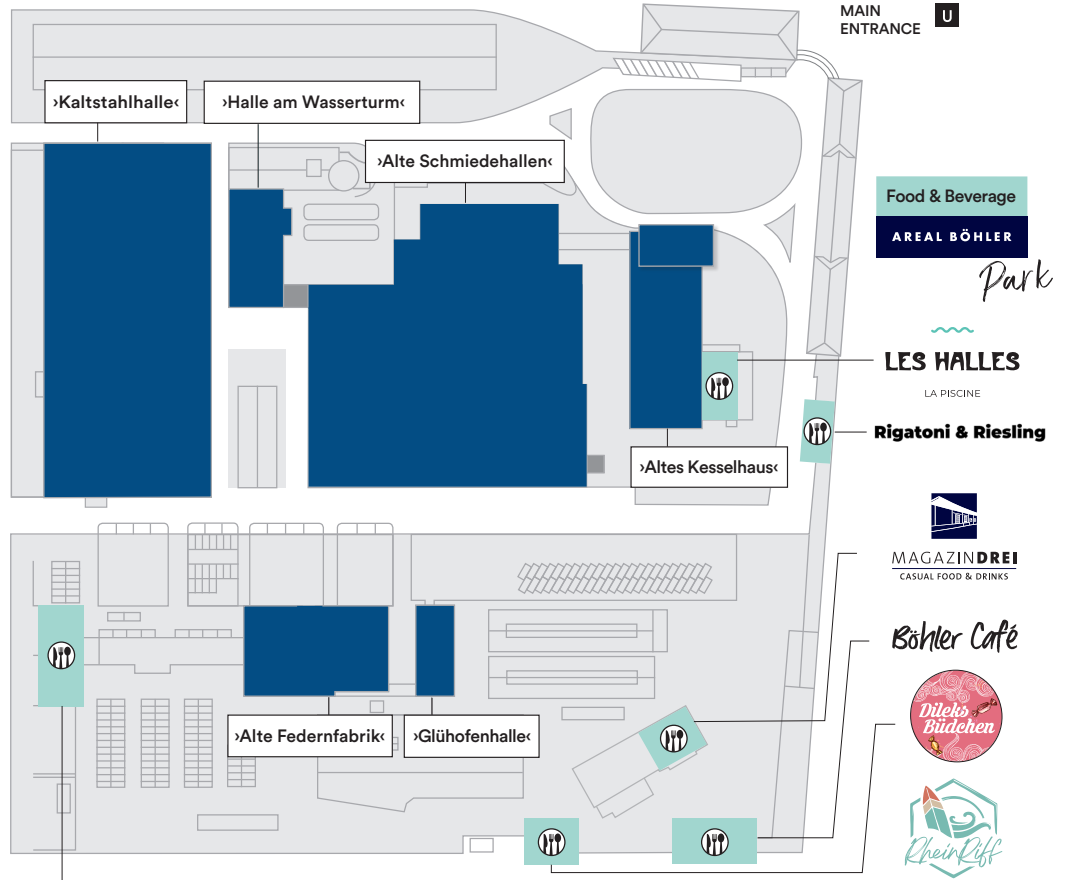 MAIN
ENTRANCE
U
›Kaltstahlhalle‹
›Halle am Wasserturm‹
›Alte Schmiedehallen‹
Food & Beverage
AREAL BÖHLER
Park
LES HALLES
LA PISCINE
Rigatoni & Riesling
›Altes Kesselhaus‹
MAGAZINDREI
CASUAL FOOD & DRINKS
Böhler Café
Dileks
Büdchen
›Alte Federnfabrik‹
›Glühofenhalle‹
RheinRiff